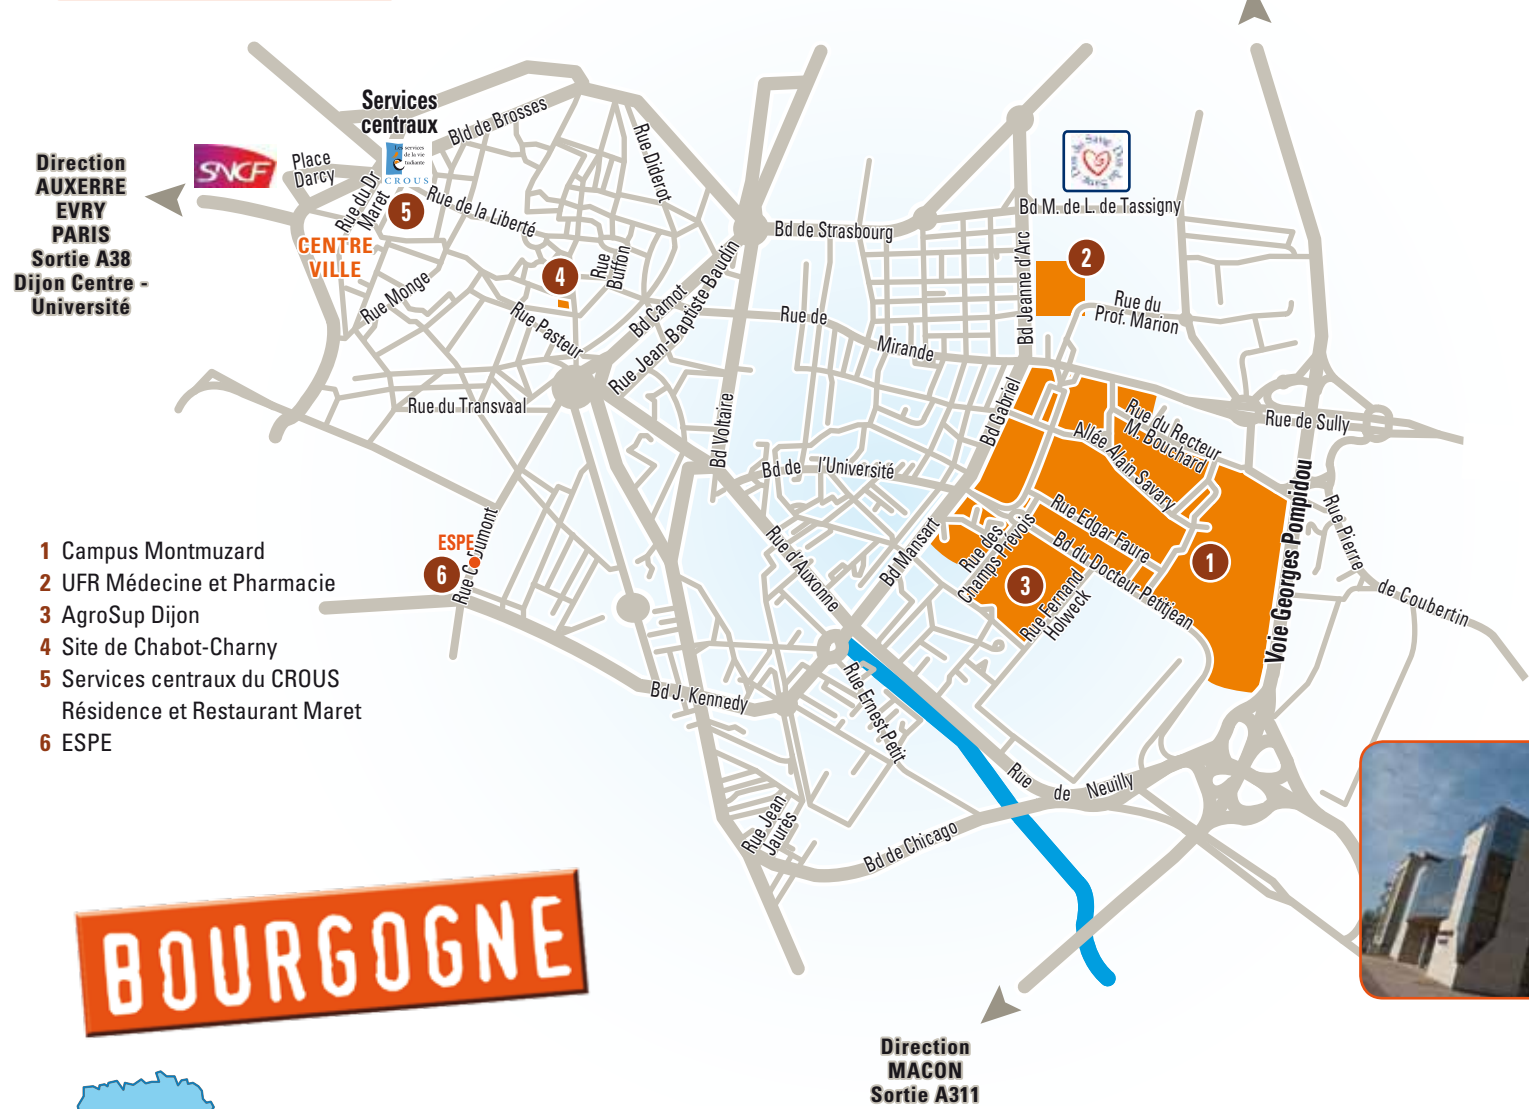 Services
centraux
Les services
de la vie
étudiante
CROUS
Bld de Brosses
SNCF
Place
Darcy
Direction
AUXERRE
EVRY
PARIS
Sortie A38
Dijon Centre -
Université
Rue du Dr
Maret
5
Rue de la Liberté
CENTRE
VILLE
Rue Monge
Rue Diderot
4
Rue
Buffon
Rue Pasteur
Bd Carnot
Rue Jean-Baptiste Baudin
Bd de Strasbourg
Bd M. de L. de Tassigny
Bd Jeanne d'Arc
2
Rue du
Prof. Marion
Rue de
Mirande
Rue du Transvaal
Bd Voltaire
Bd Gabriel
Rue du Recteur
M. Bouchard
Allée Alain Savary
Rue de Sully
Bd de l'Université
Voie Georges Pompidou
Rue Pierre
de Coubertin
Rue Edgar Faure
Bd du Docteur Petitjean
1
Rue des
Champs Prévois
3
Rue Fernand
Holweck
Bd Mansart
Rue d'Auxonne
ESPE
6
Rue C. Dumont
1 Campus Montmuzard
2 UFR Médecine et Pharmacie
3 AgroSup Dijon
4 Site de Chabot-Charny
5 Services centraux du CROUS
Résidence et Restaurant Maret
6 ESPE
Bd J. Kennedy
Rue Ernest Petit
Rue
de Neuilly
Rue Jean
Jaurès
Bd de Chicago
BOURGOGNE
Direction
MACON
Sortie A311